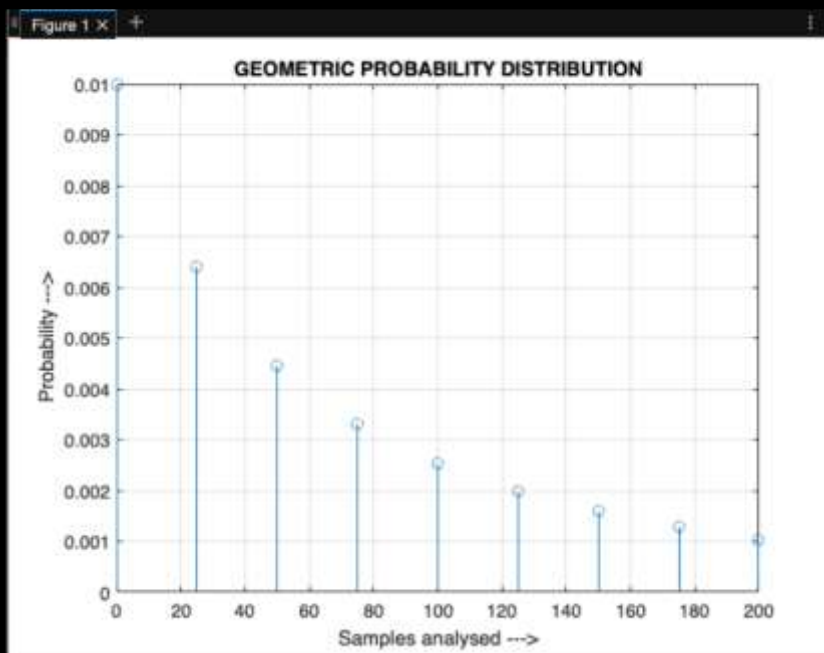 Figure 1 ×
GEOMETRIC PROBABILITY DISTRIBUTION
Probability --->
0.01
0.009
0.008
0.007
0.006
0.005
0.004
0.003
0.002
0.001
0
0 20 40 60 80 100 120 140 160 180 200
Samples analysed --->